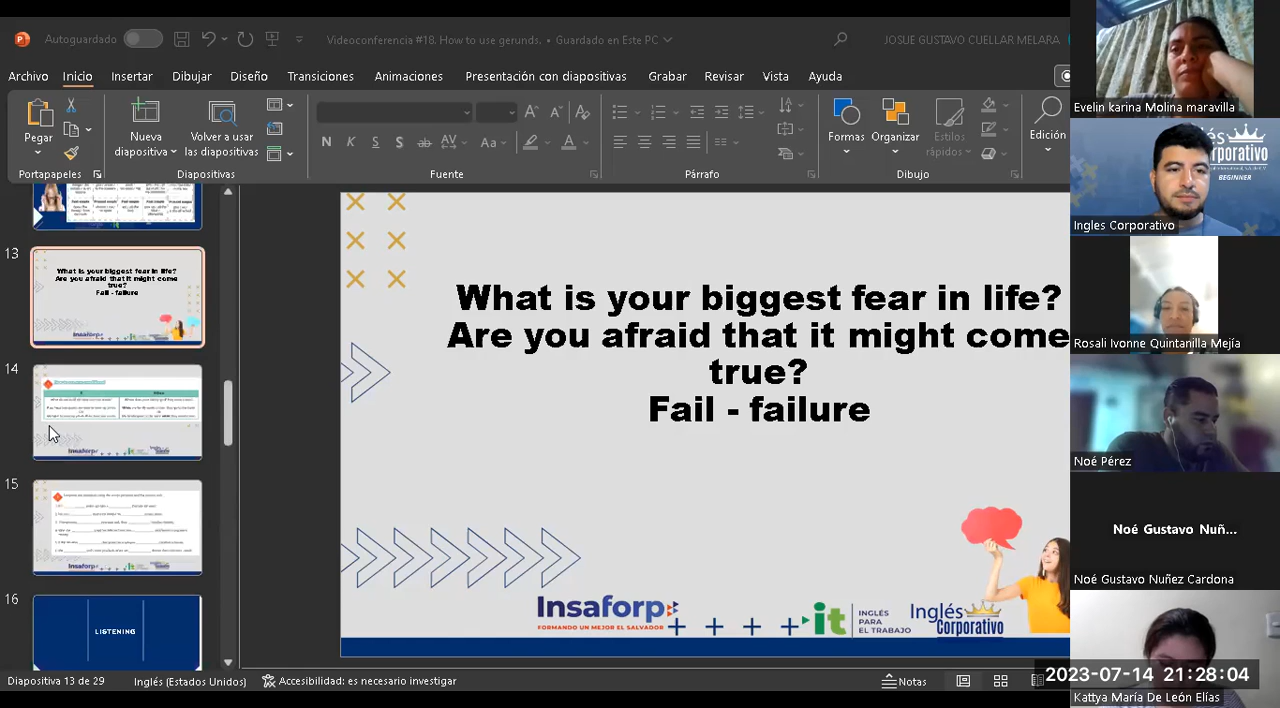 Autoguardado
Videoconferencia #18. How to use gerunds. • Guardado en Este PC
JOSUE GUSTAVO CUELLAR MELARA
Archivo Inicio Insertar Dibujar Diseño Transiciones Animaciones Presentación con diapositivas Grabar Revisar Vista Ayuda
Pegar
Nueva diapositiva
Volver a usar las diapositivas
N K S S ab AV Aa A
Formas
Organizar
Estilos rápidos
Edición
Portapapeles
Diapositivas
Fuente
Párrafo
Dibujo
13
What is your biggest fear in life?
Are you afraid that it might come
true?
Fail - failure
14
15
16
LISTENING
What is your biggest fear in life?
Are you afraid that it might come
true?
Fail - failure
Insaforp
FORMANDO UN MEJOR EL SALVADOR
it
INGLÉS
PARA
EL TRABAJO
Inglés
Corporativo
Diapositiva 13 de 29
Inglés (Estados Unidos)
Accesibilidad: es necesario investigar
Notas
Evelin karina Molina maravilla
BEGINNER
Ingles Corporativo
Rosali Ivonne Quintanilla Mejía
Noé Pérez
Noé Gustavo Nuñ...
Noé Gustavo Nuñez Cardona
2023-07-14 21:28:04
Kattya María De León Elías